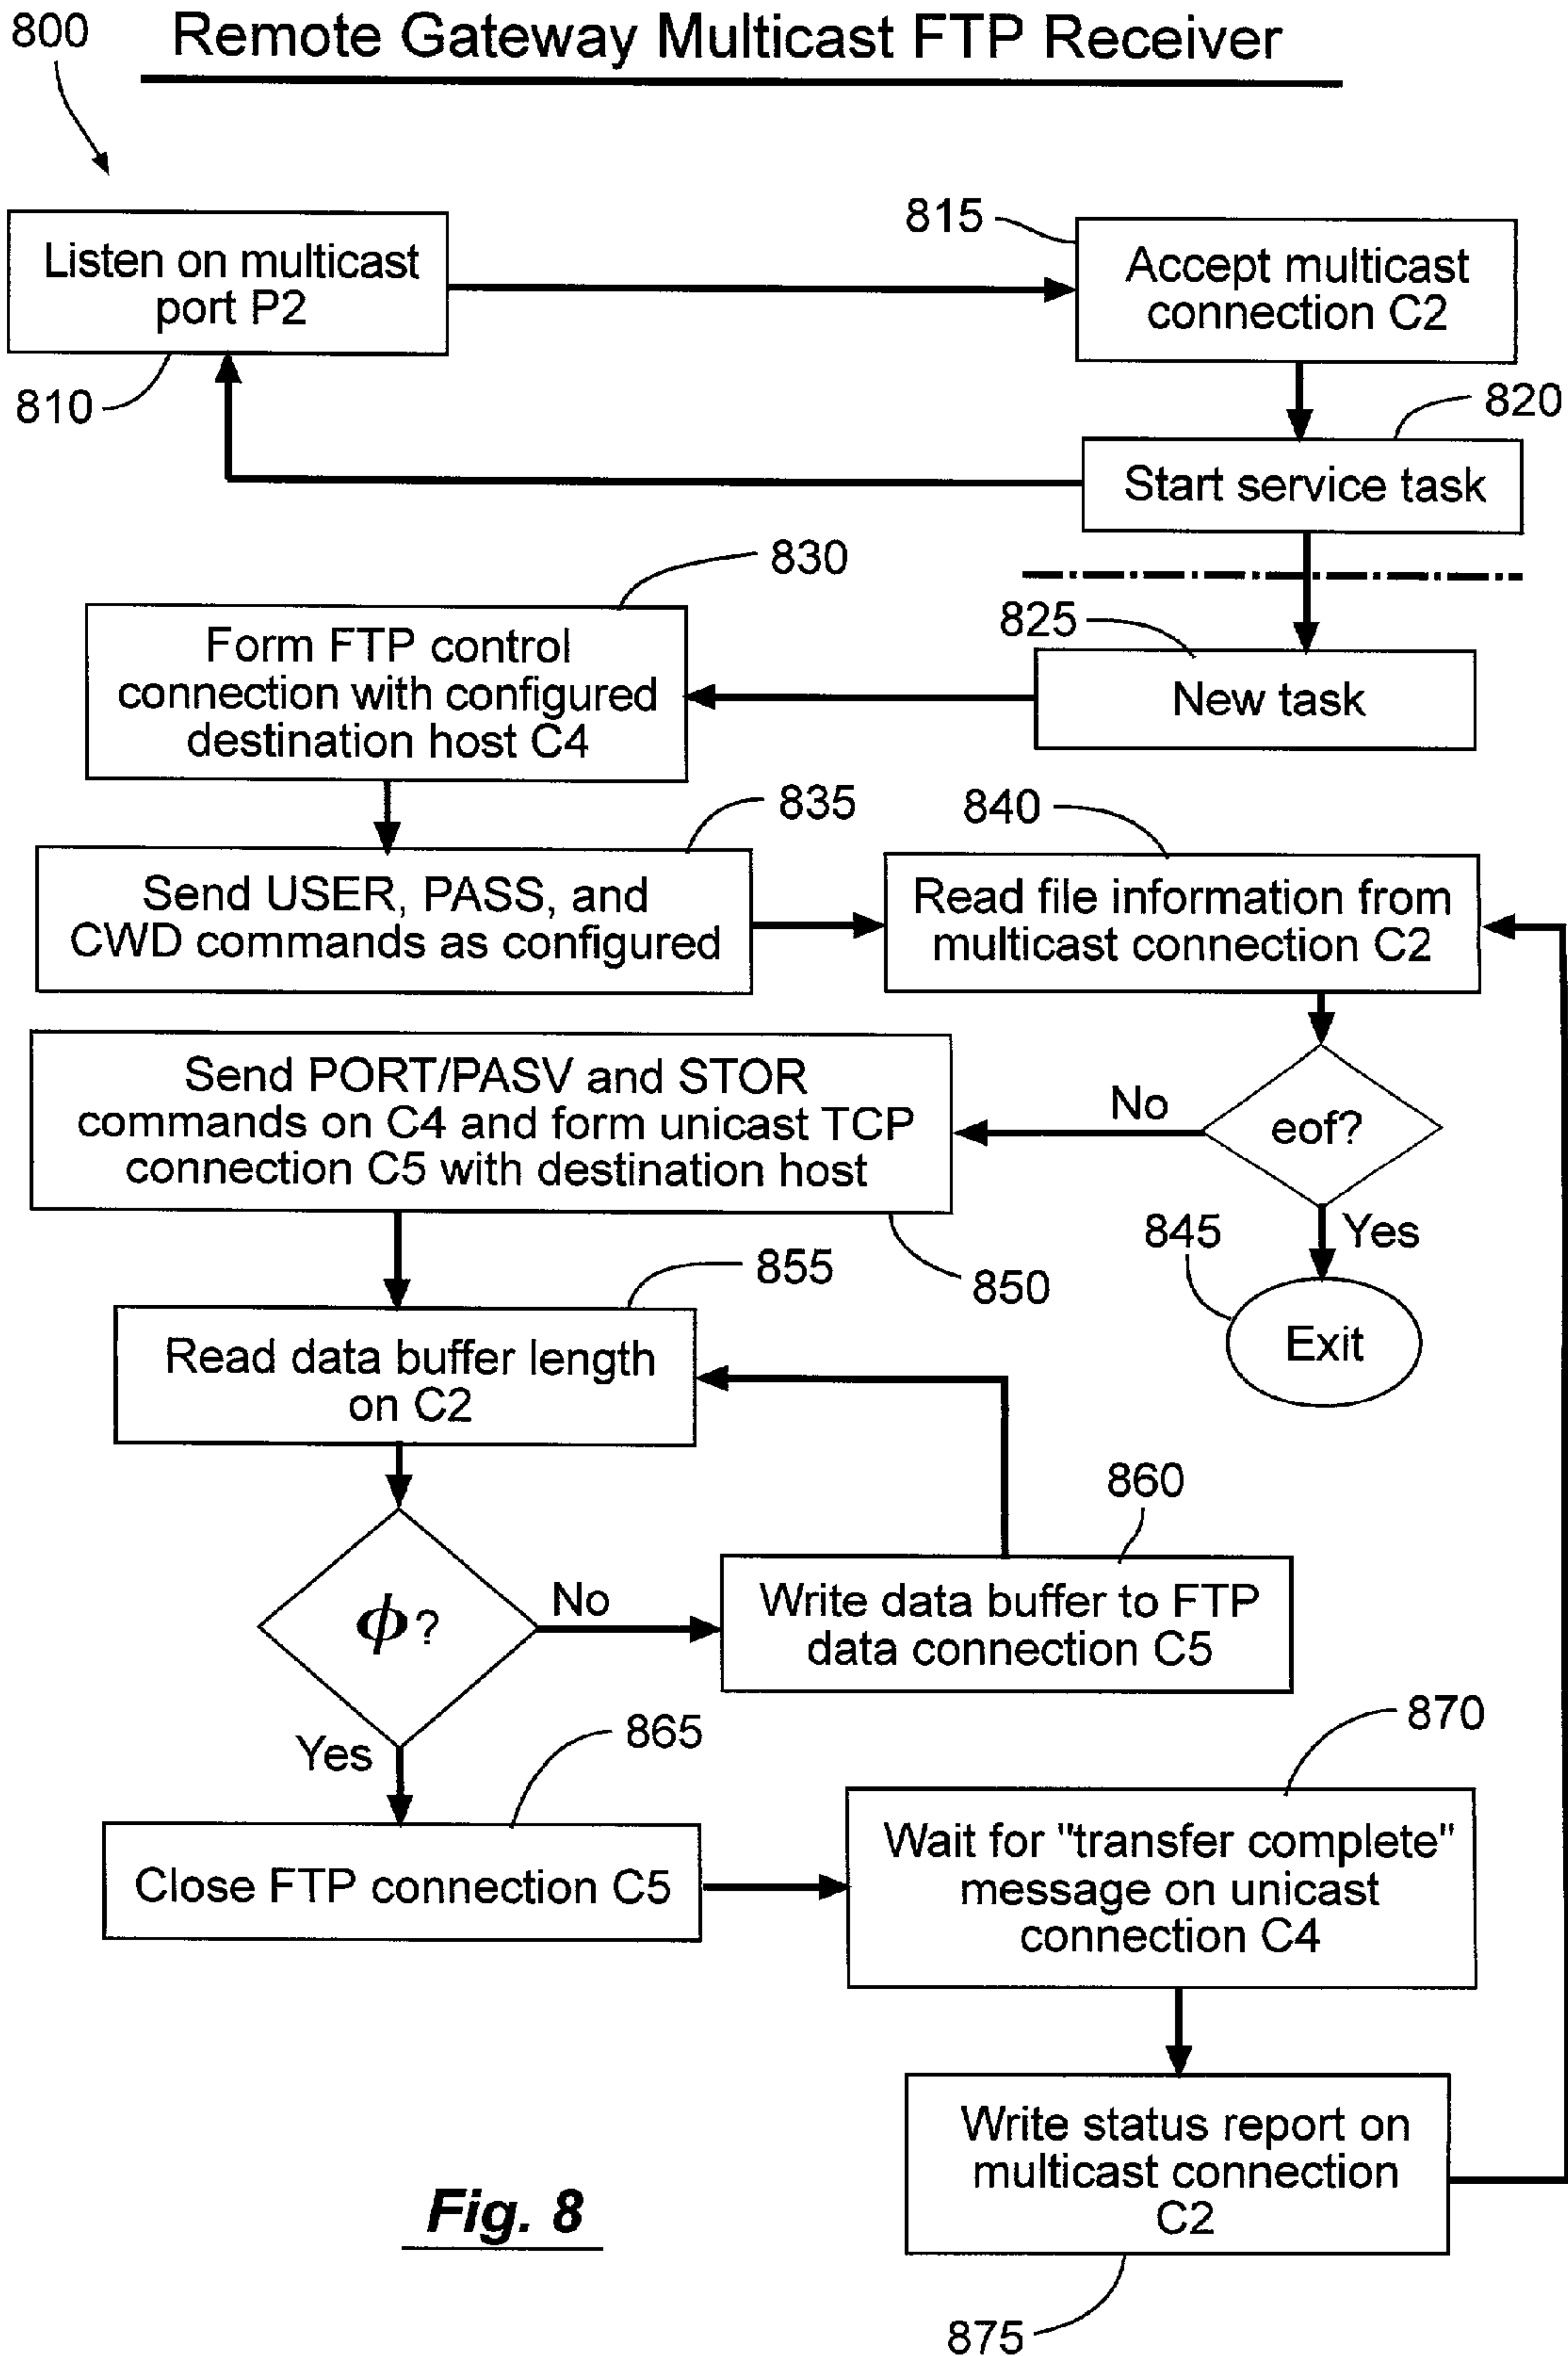 800
Remote Gateway Multicast FTP Receiver
Listen on multicast
port P2
810
815
Accept multicast
connection C2
820
Start service task
830
Form FTP control
connection with configured
destination host C4
825
New task
835
Send USER, PASS, and
CWD commands as configured
840
Read file information from
multicast connection C2
Send PORT/PASV and STOR
commands on C4 and form unicast TCP
connection C5 with destination host
No
eof?
Yes
845
Exit
850
855
Read data buffer length
on C2
860
ϕ?
No
Write data buffer to FTP
data connection C5
Yes
865
870
Close FTP connection C5
Wait for "transfer complete"
message on unicast
connection C4
Write status report on
multicast connection
C2
875
Fig. 8